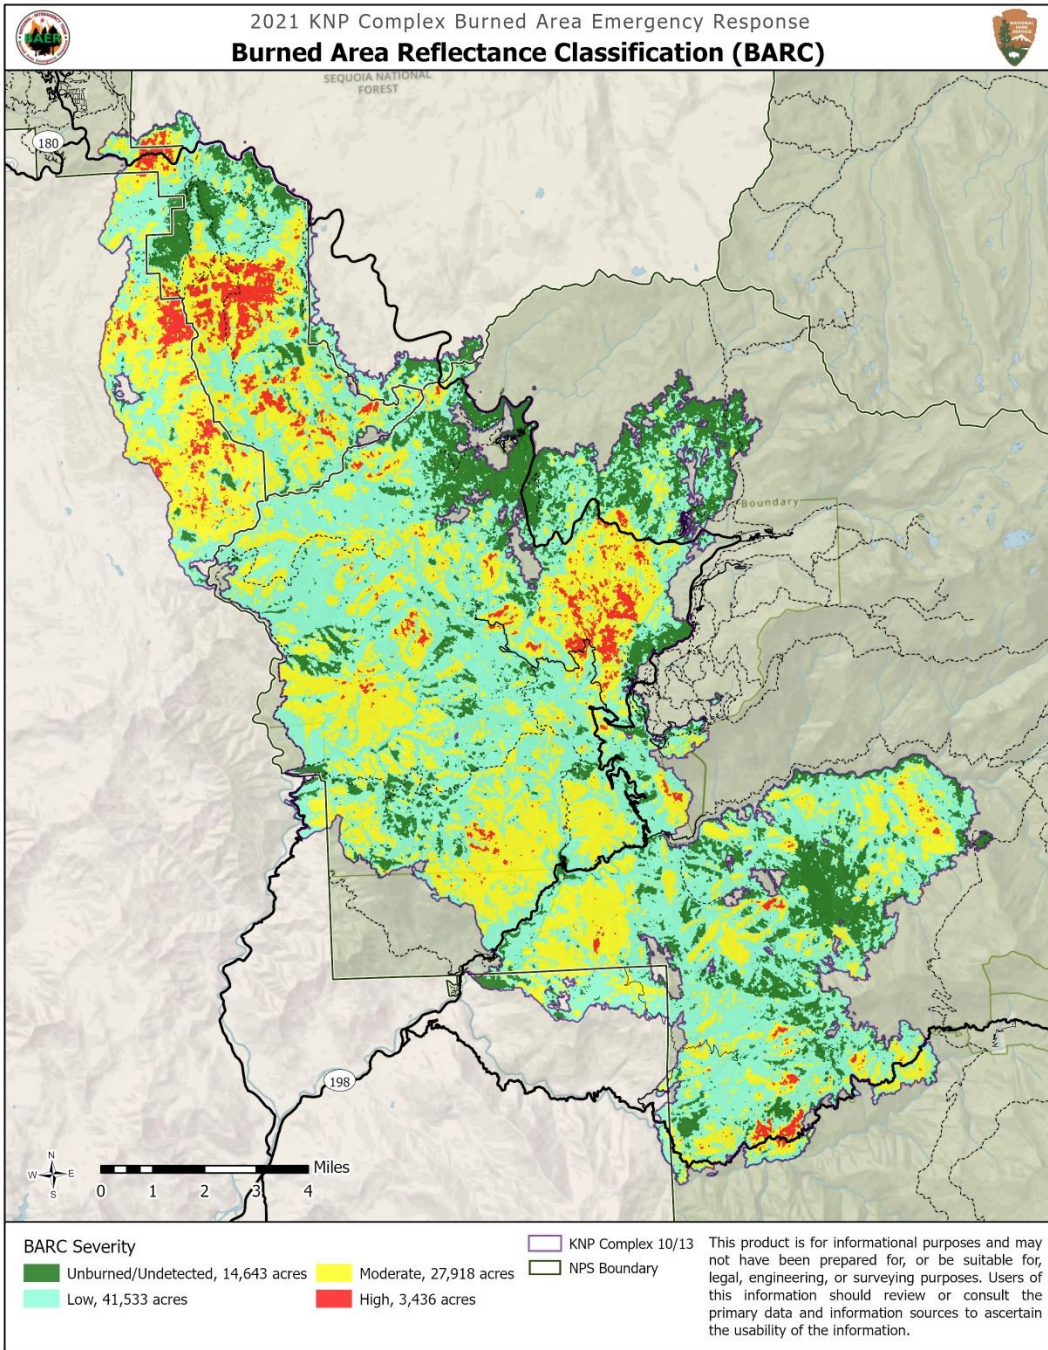 2021 KNP Complex Burned Area Emergency Response
Burned Area Reflectance Classification (BARC)
BAER
NATIONAL
PARK
SERVICE
SEQUOIA NATIONAL
FOREST
180
Boundary
198
N
W E
S
Miles
0 1 2 3 4
BARC Severity
Unburned/Undetected, 14,643 acres
Low, 41,533 acres
Moderate, 27,918 acres
High, 3,436 acres
KNP Complex 10/13
NPS Boundary
This product is for informational purposes and may
not have been prepared for, or be suitable for,
legal, engineering, or surveying purposes. Users of
this information should review or consult the
primary data and information sources to ascertain
the usability of the information.